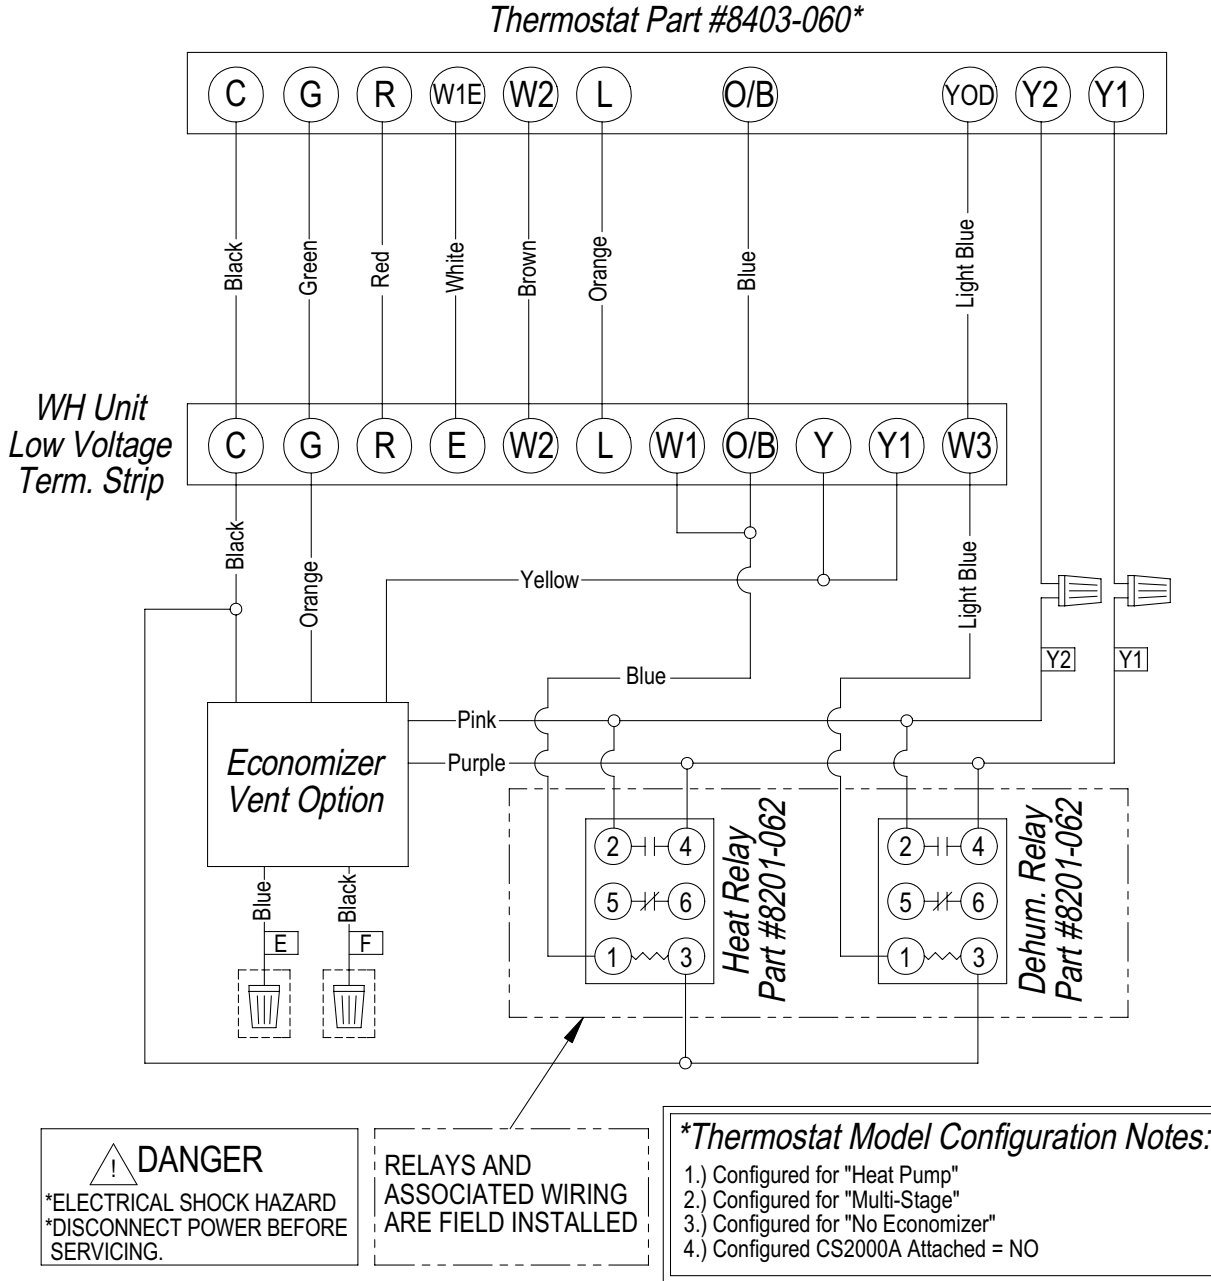 Thermostat Part #8403-060*
C G R W1E W2 L O/B YOD Y2 Y1
Black
Green
Red
White
Brown
Orange
Blue
Light Blue
WH Unit
Low Voltage
Term. Strip
C G R E W2 L W1 O/B Y Y1 W3
Black
Orange
Yellow
Light Blue
Blue
Y2
Y1
Pink
Purple
Economizer
Vent Option
2 4
5 6
1 3
Heat Relay
Part #8201-062
2 4
5 6
1 3
Dehum. Relay
Part #8201-062
Blue
Black
E
F
! DANGER
*ELECTRICAL SHOCK HAZARD
*DISCONNECT POWER BEFORE
SERVICING.
RELAYS AND
ASSOCIATED WIRING
ARE FIELD INSTALLED
*Thermostat Model Configuration Notes:
1.) Configured for "Heat Pump"
2.) Configured for "Multi-Stage"
3.) Configured for "No Economizer"
4.) Configured CS2000A Attached = NO